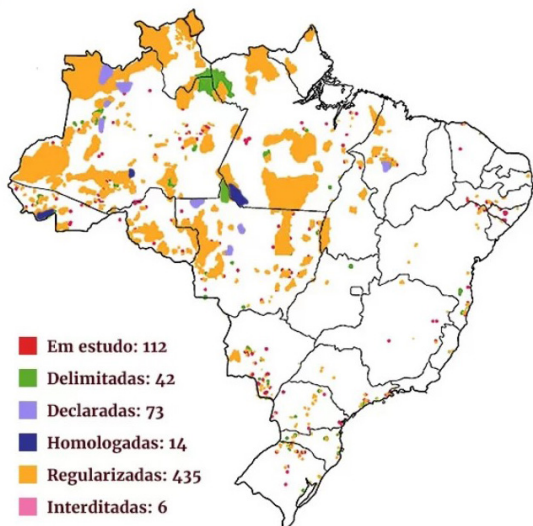 Em estudo: 112
Delimitadas: 42
Declaradas: 73
Homologadas: 14
Regularizadas: 435
Interditadas: 6